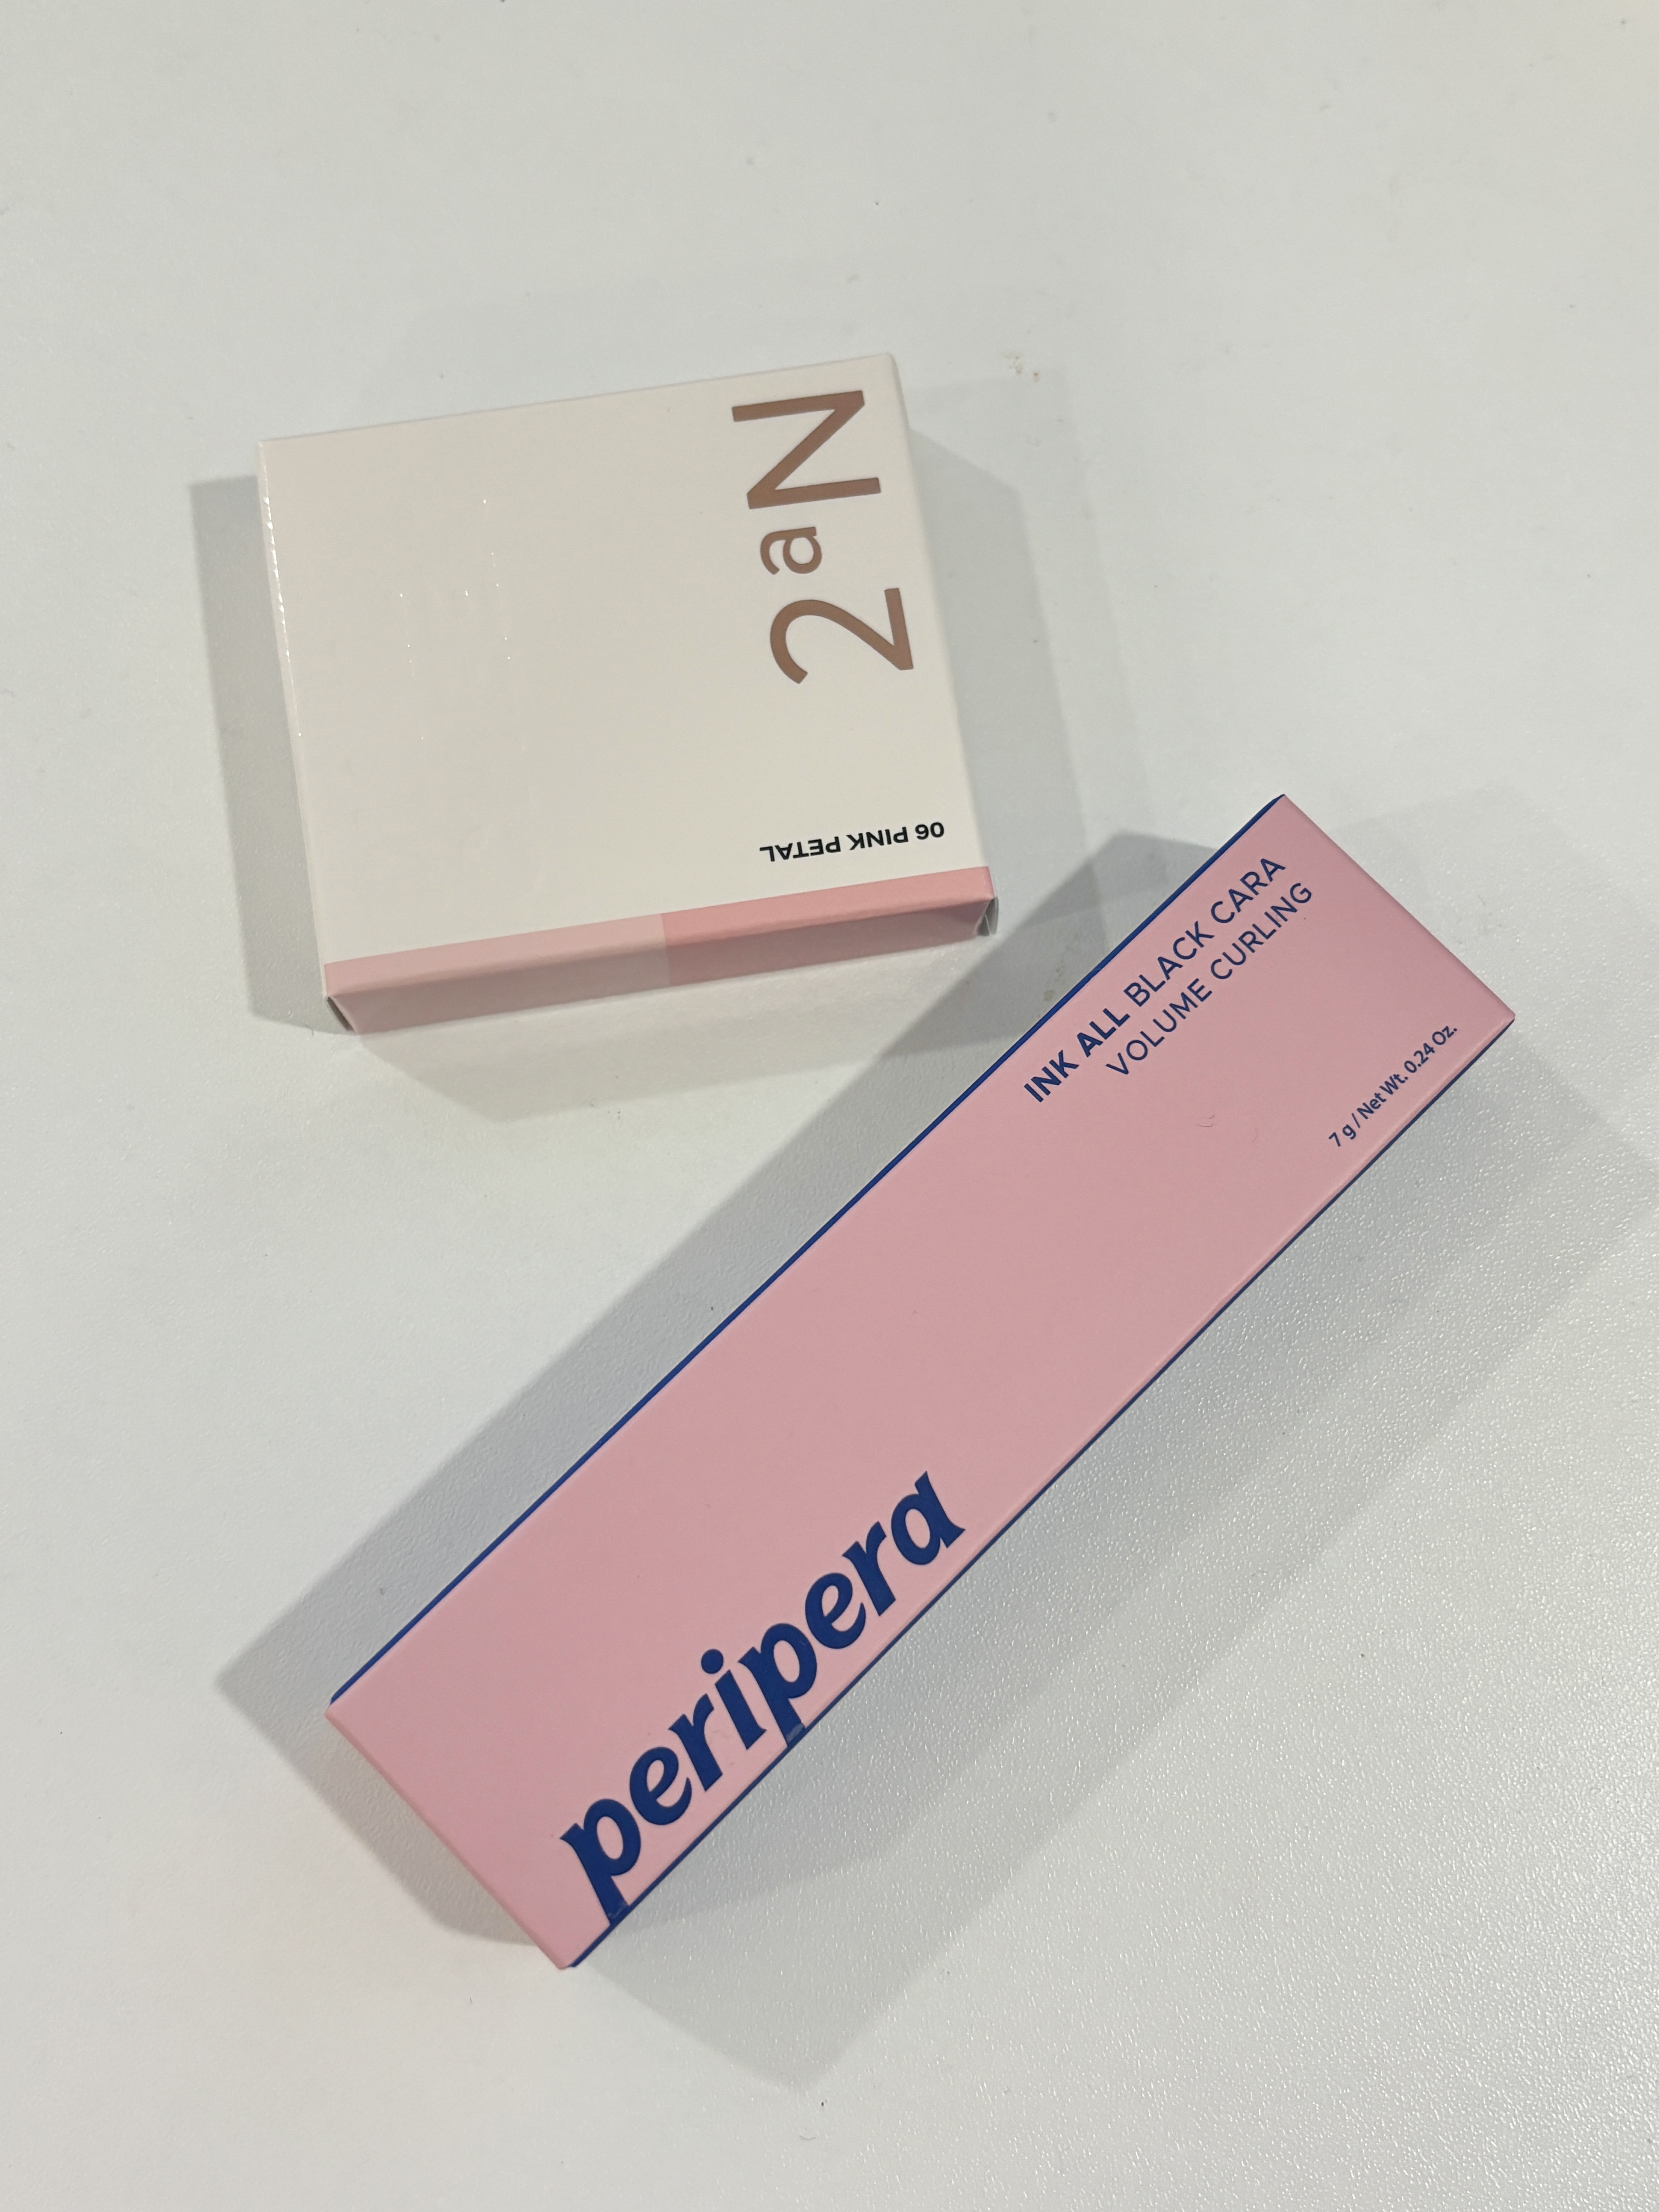 2aN
06 PINK PETAL
INK ALL BLACK CARA
VOLUME CURLING
7 g / Net Wt. 0.24 Oz.
peripera